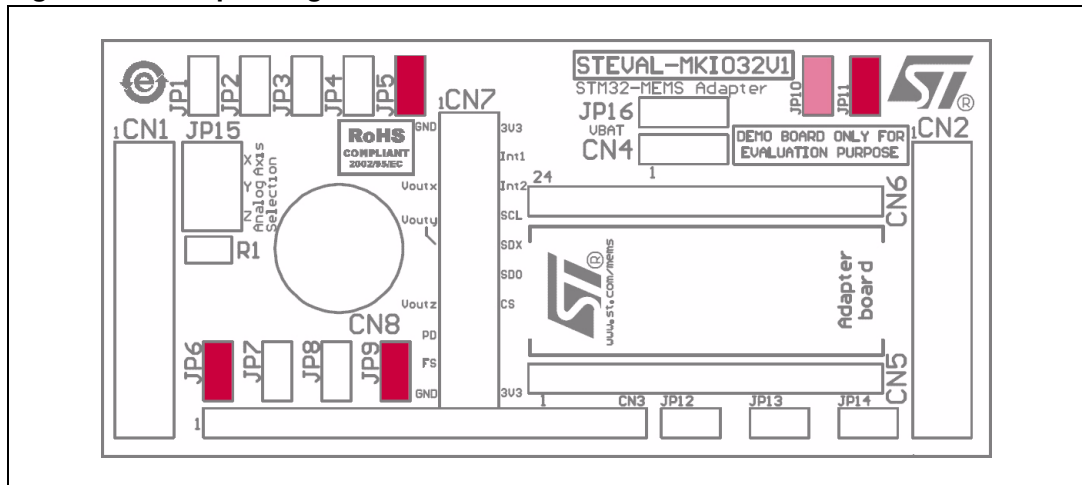 JP1
JP2
JP3
JP4
JP5
STEVAL-MKI032V1
STM32-MEMS Adapter
JP10
JP11
ST®
1CN1
JP15
X
Y
Z
Analog Axis
Selection
R1
RoHS
COMPLIANT
2002/95/EC
1CN7
GND
3V3
Int1
Voutx
Int2
SCL
Vouty
SDX
SDO
Voutz
CS
PD
FS
GND
3V3
JP16
VBAT
CN4
1
DEMO BOARD ONLY FOR
EVALUATION PURPOSE
1CN2
24
CN6
ST®
www.st.com/mems
Adapter
board
CN5
1
CN8
JP6
JP7
JP8
JP9
1
CN3
JP12
JP13
JP14